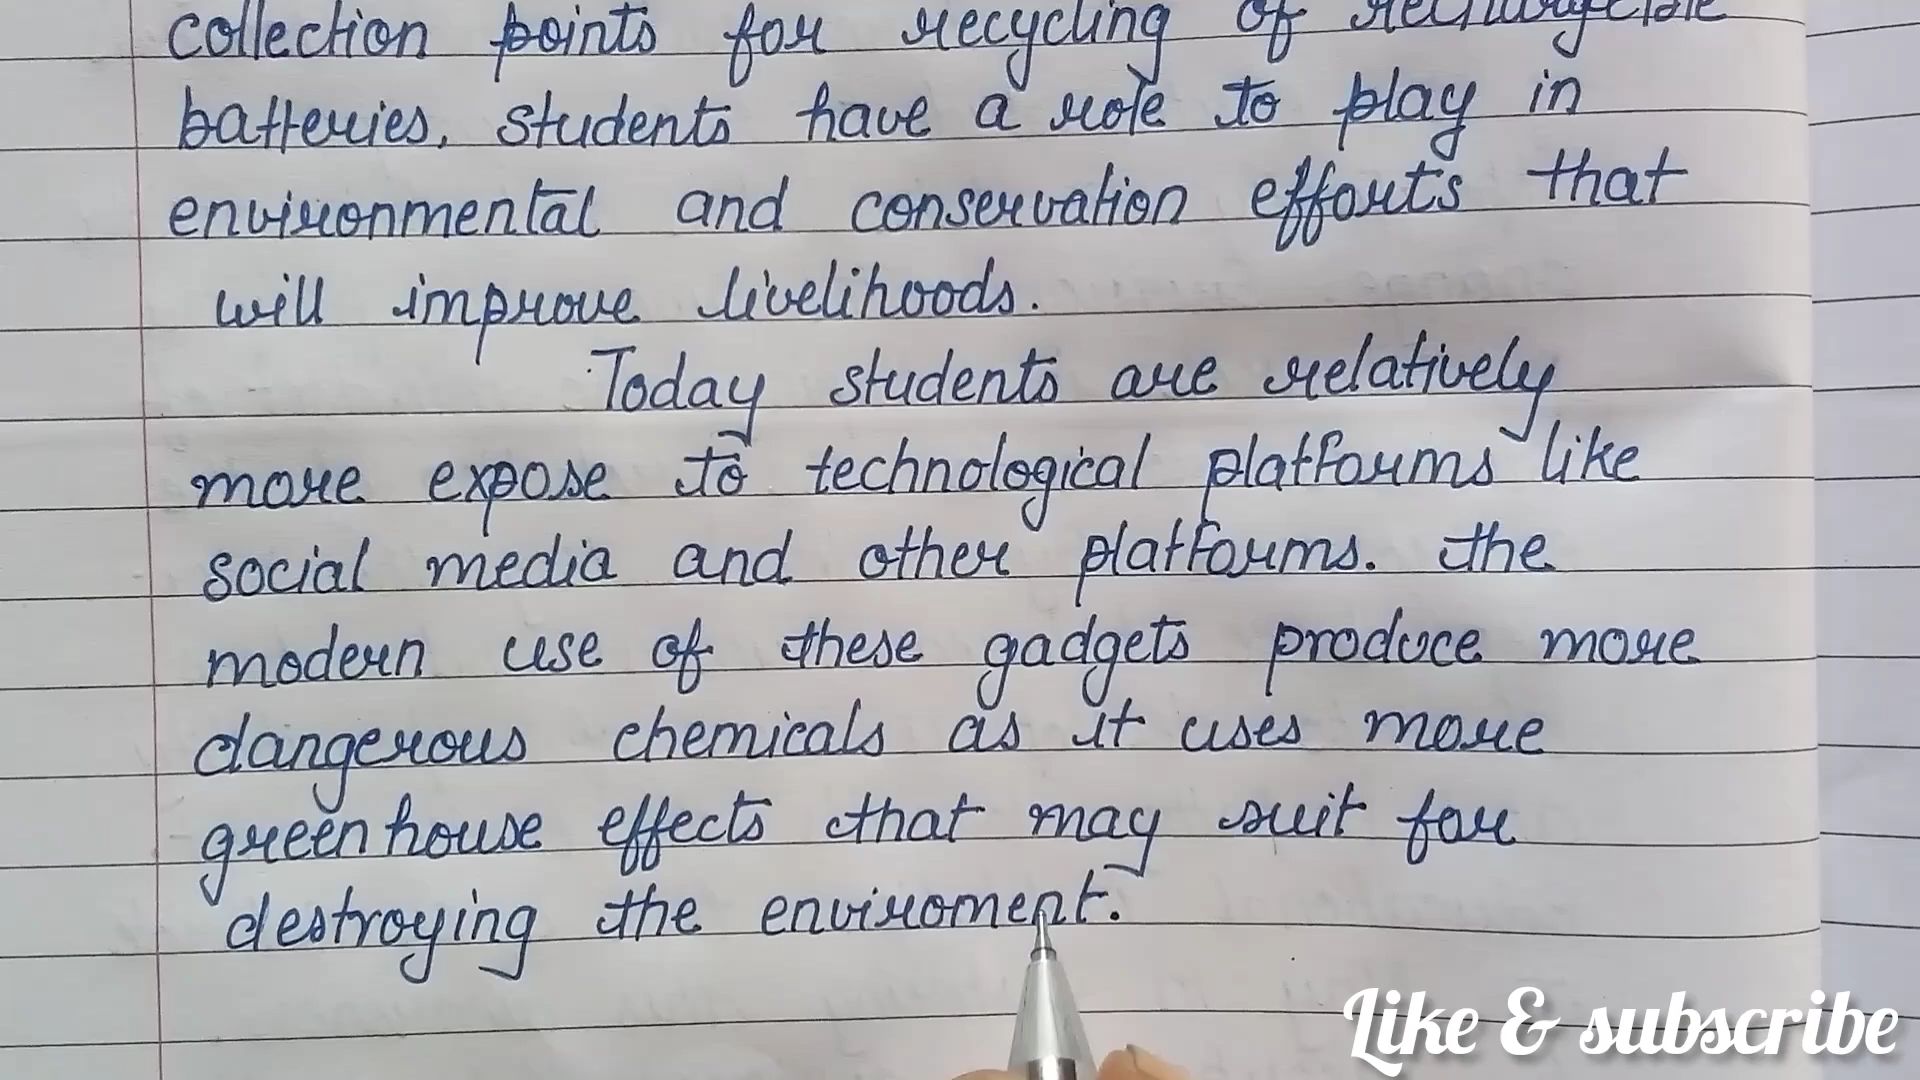 collection points for recycling of rechargeable
batteries, students have a role to play in
environmental and conservation efforts that
will improve livelihoods.
Today students are relatively
more expose to technological platforms like
social media and other platforms. the
modern use of these gadgets produce more
dangerous chemicals as it uses more
greenhouse effects that may suit for
destroying the enviroment.
Like & subscribe